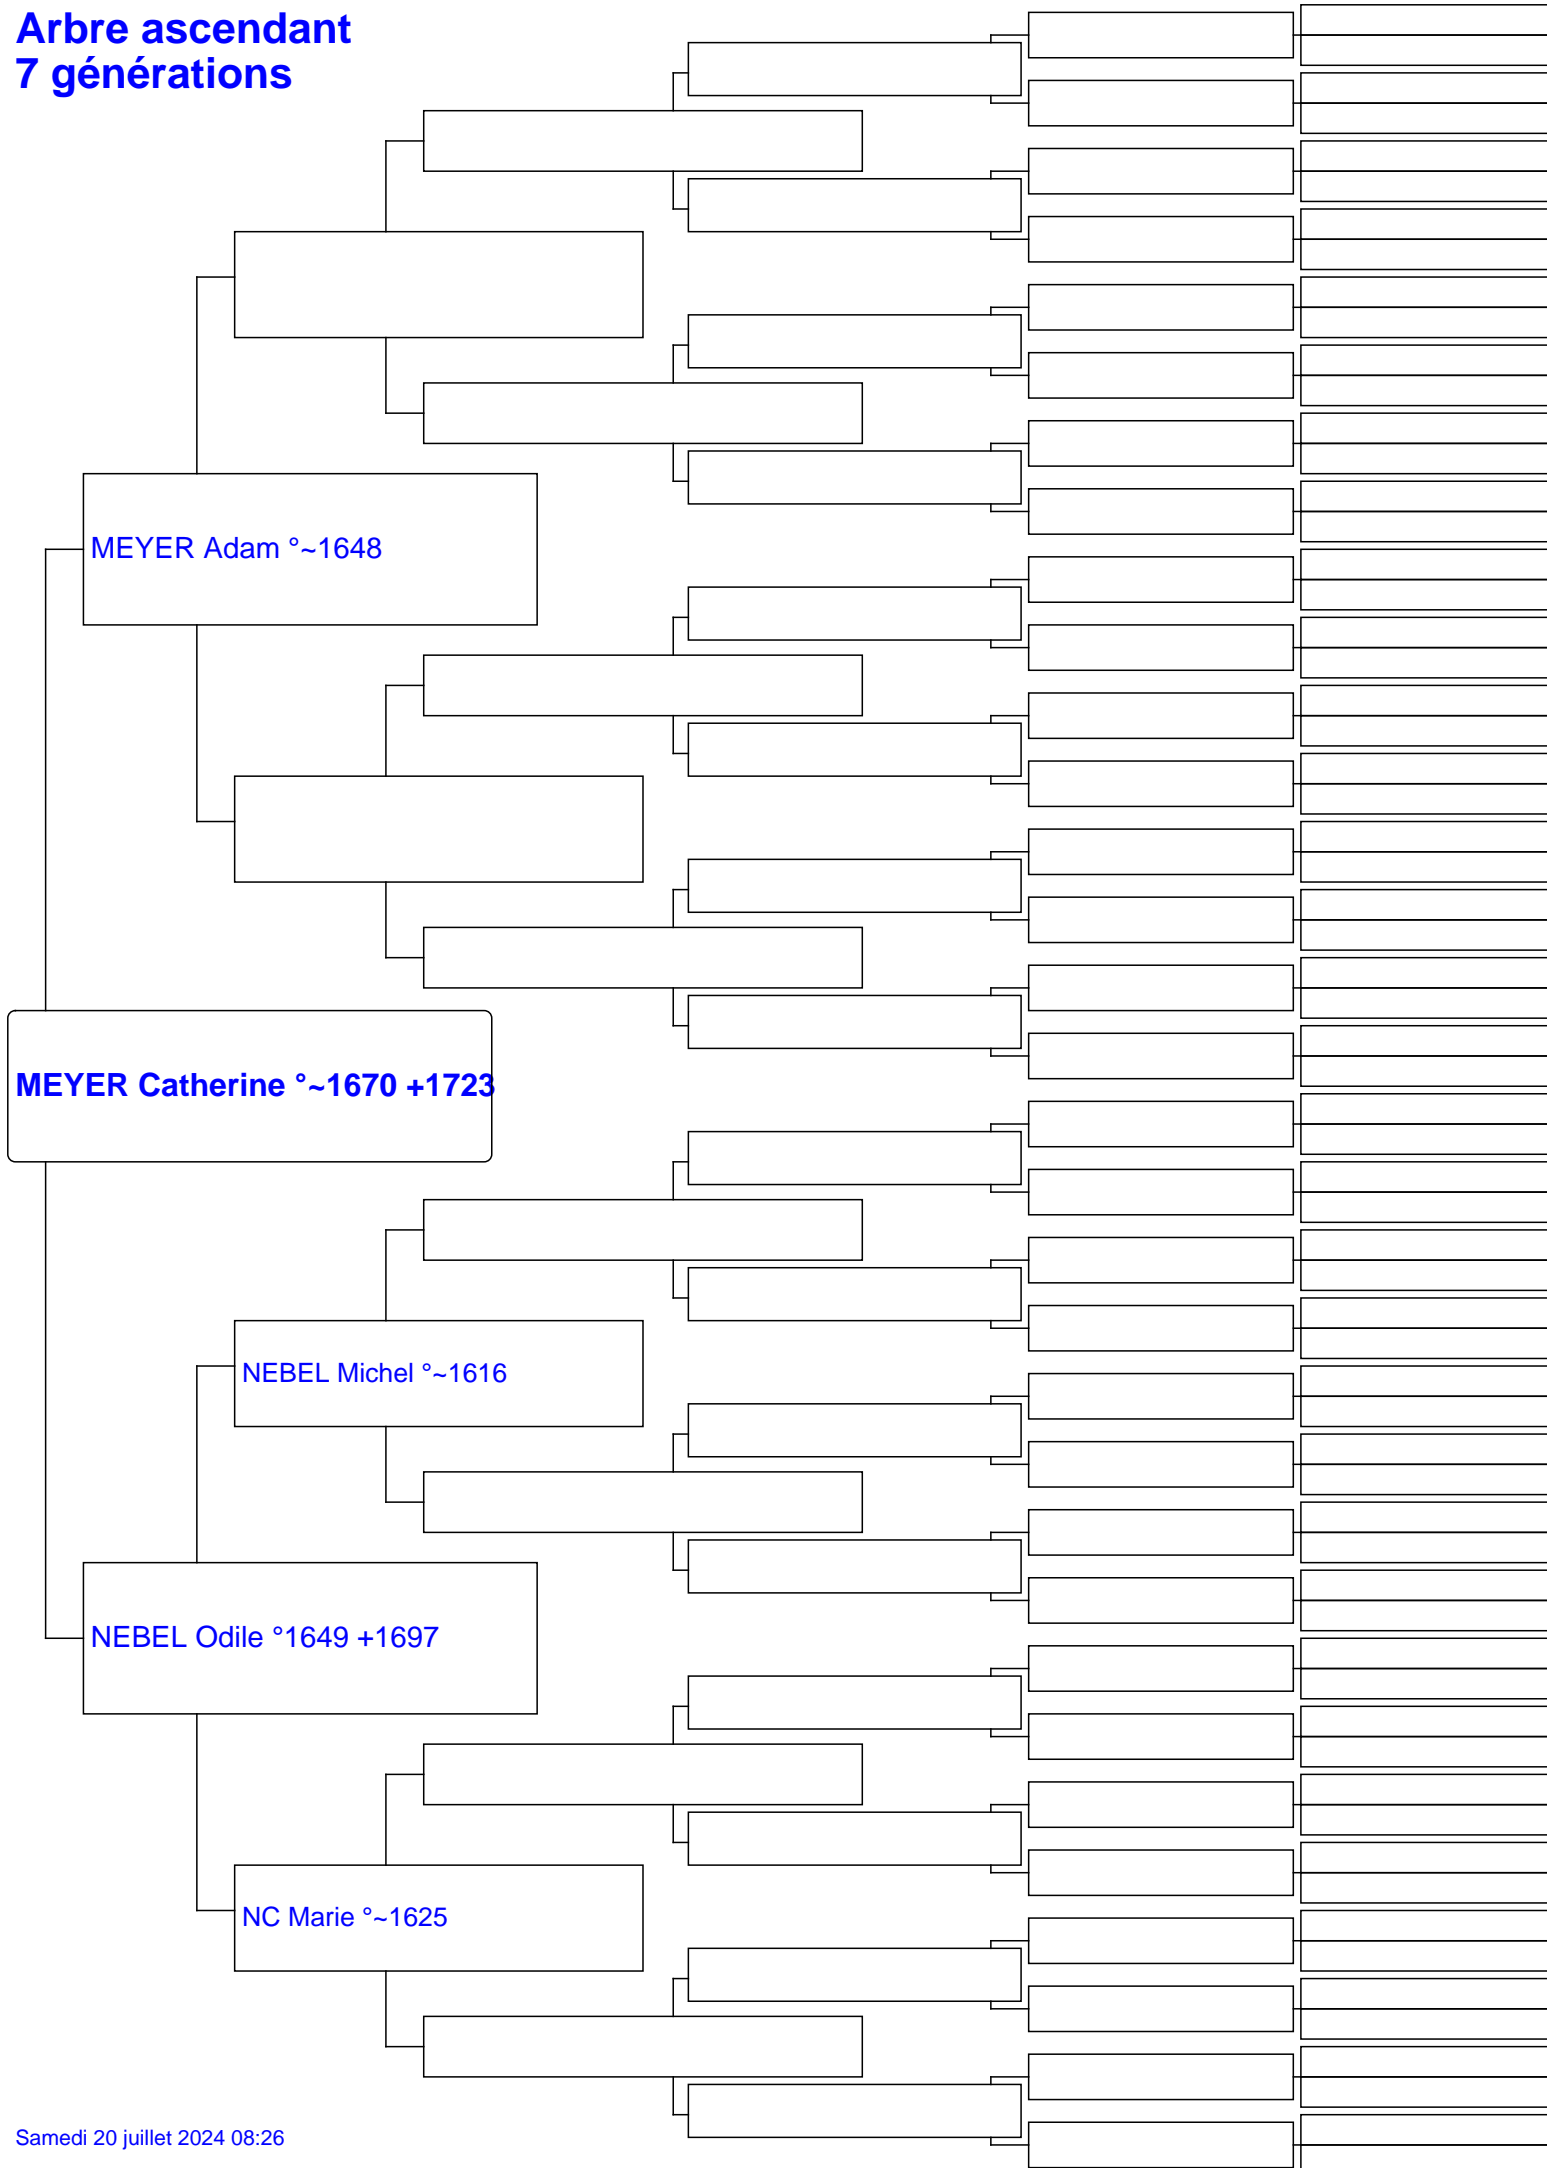 Arbre ascendant
7 générations
MEYER Adam °~1648
MEYER Catherine °~1670 +1723
NEBEL Michel °~1616
NEBEL Odile °1649 +1697
NC Marie °~1625
Samedi 20 juillet 2024 08:26